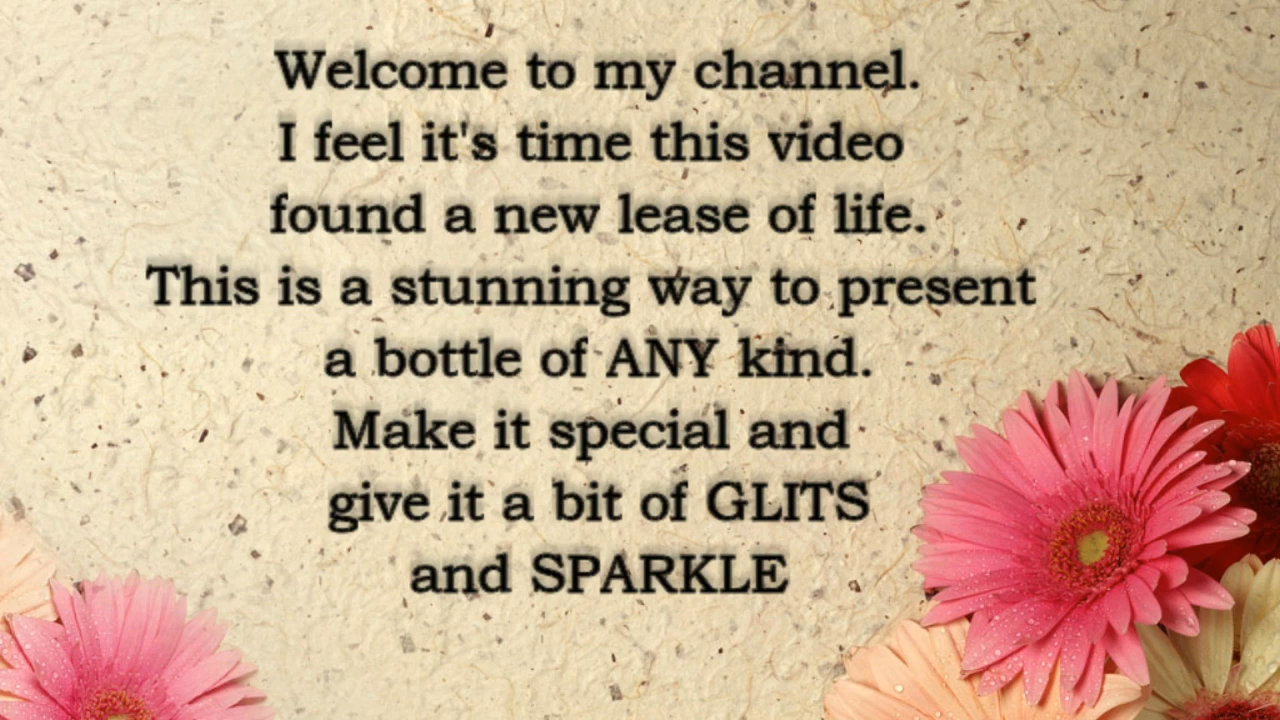 Welcome to my channel.
I feel it's time this video
found a new lease of life.
This is a stunning way to present
a bottle of ANY kind.
Make it special and
give it a bit of GLITS
and SPARKLE